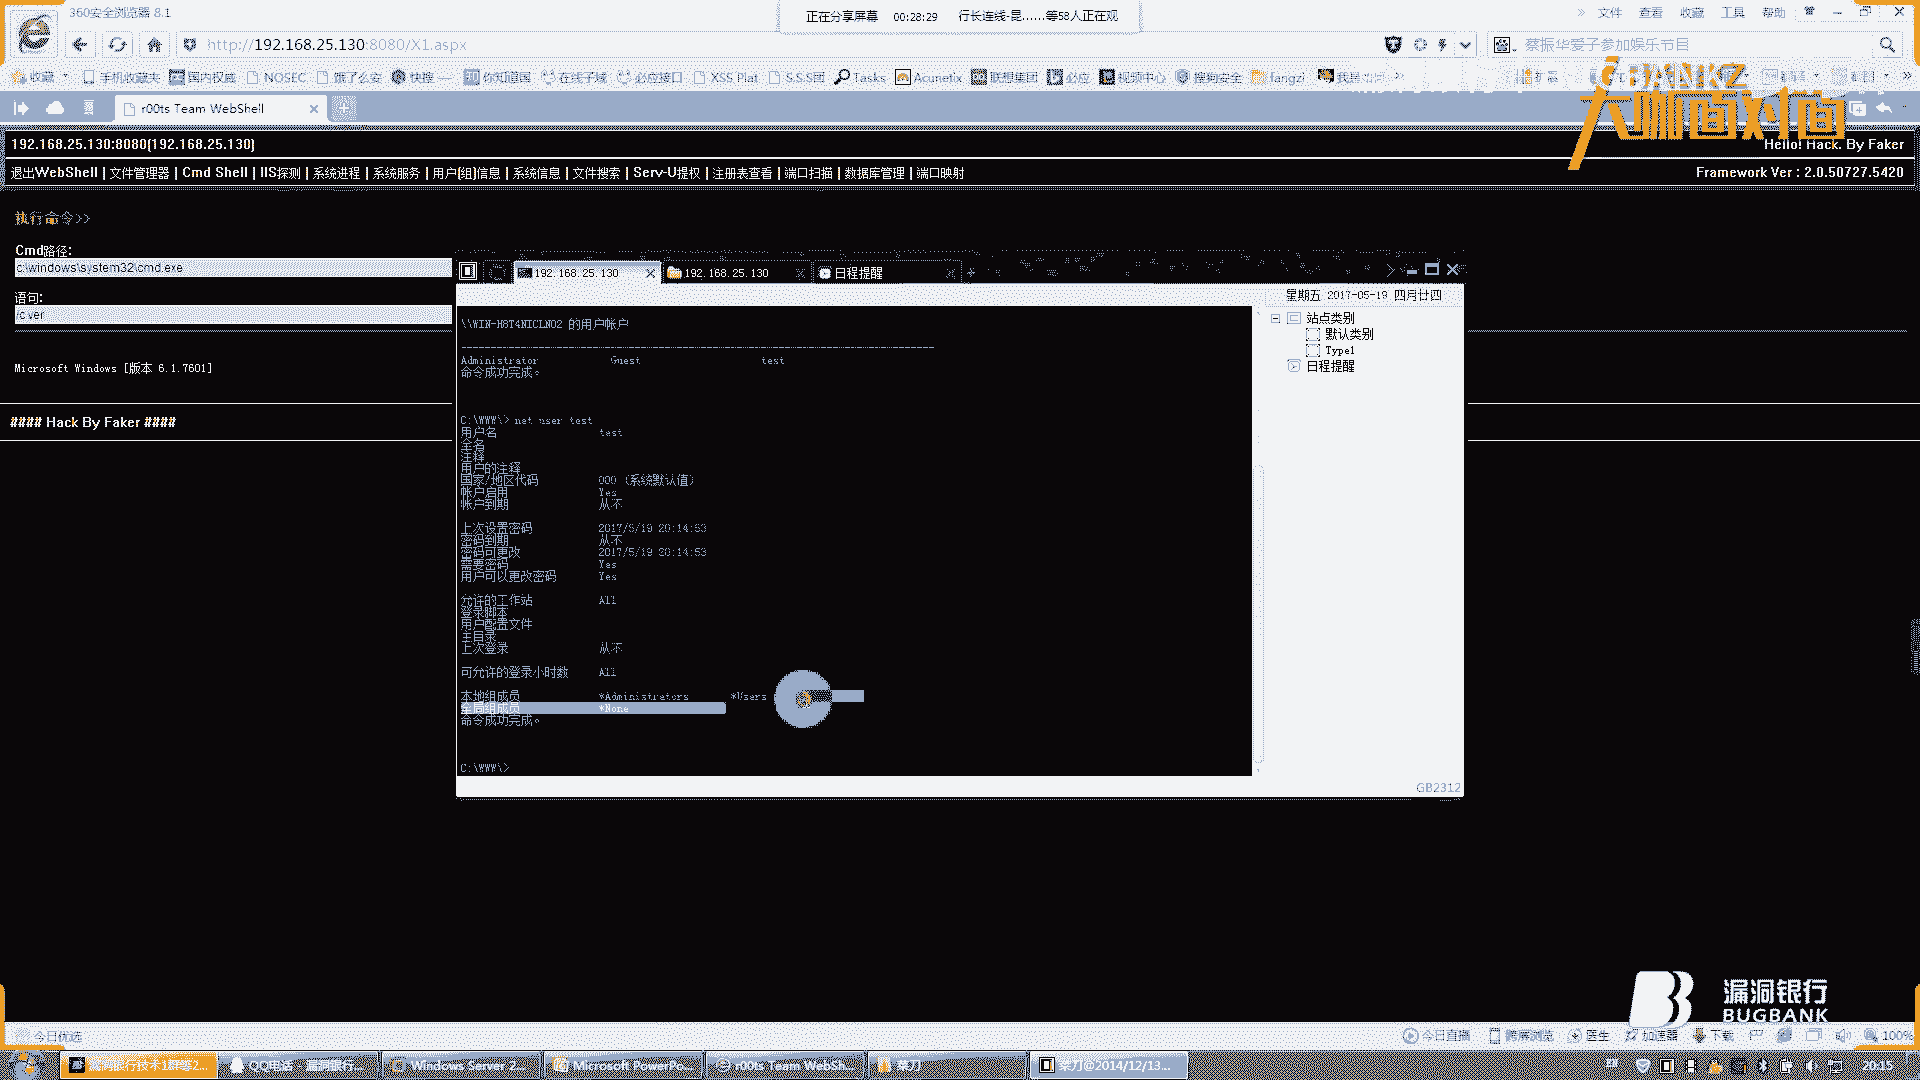 360安全浏览器 8.1
正在分享屏幕 00:28:29 行长连线-昆......等58人正在观
文件 查看 收藏 工具 帮助
http://192.168.25.130:8080/X1.aspx
蔡振华爱子参加娱乐节目
收藏 手机收藏夹 国内权威 NOSEC 饿了么安 快搜 你知道国 在线子域 必应接口 XSS Plat S.S.S团 Tasks Acunetix 联想集团 必应 视频中心 搜狗安全 fangzi
BANKZ
大咖面对面
r00ts Team WebShell
192.168.25.130:8080(192.168.25.130)
Hello! Hack. By Faker
退出WebShell | 文件管理器 | Cmd Shell | IIS探测 | 系统进程 | 系统服务 | 用户(组)信息 | 系统信息 | 文件搜索 | Serv-U提权 | 注册表查看 | 端口扫描 | 数据库管理 | 端口映射
Framework Ver : 2.0.50727.5420
执行命令>>
Cmd路径:
c:\windows\system32\cmd.exe
语句:
/c ver
Microsoft Windows [版本 6.1.7601]
#### Hack By Faker ####
192.168.25.130
192.168.25.130
日程提醒
星期五 2017-05-19 四月廿四
站点类别
默认类别
Type1
日程提醒
\\WIN-H8T4NICLNO2 的用户帐户
-------------------------------------------------------------------------------
Administrator Guest test
命令成功完成。
C:\WWW\> net user test
用户名 test
全名
注释
用户的注释
国家/地区代码 000 (系统默认值)
帐户启用 Yes
帐户到期 从不
上次设置密码 2017/5/19 20:14:53
密码到期 从不
密码可更改 2017/5/19 20:14:53
需要密码 Yes
用户可以更改密码 Yes
允许的工作站 All
登录脚本
用户配置文件
主目录
上次登录 从不
可允许的登录小时数 All
本地组成员 *Administrators *Users
全局组成员 *None
命令成功完成。
C:\WWW\>
GB2312
漏洞银行
BUGBANK
今日优选
今日直播 跨屏浏览 医生 加速器 下载 100%
漏洞银行技术1群等2... QQ电话 漏洞银行... Windows Server 2... Microsoft PowerPo... r00ts Team WebSh... 菜刀 菜刀@2014/12/13...
20:15